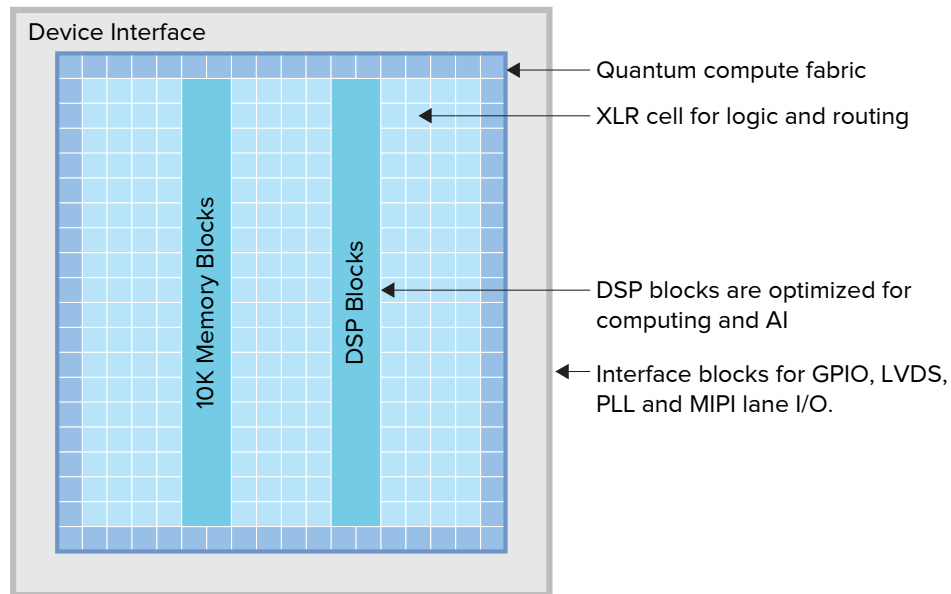 Device Interface
Quantum compute fabric
XLR cell for logic and routing
10K Memory Blocks
DSP Blocks
DSP blocks are optimized for
computing and AI
Interface blocks for GPIO, LVDS,
PLL and MIPI lane I/O.